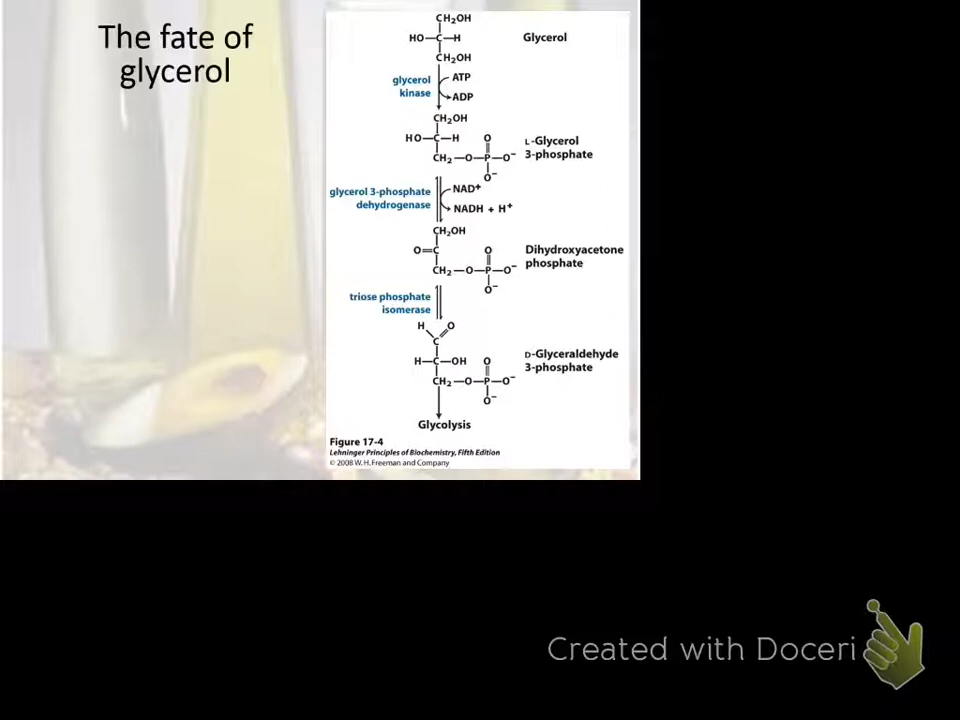 The fate of
glycerol
CH₂OH
HO—C—H
Glycerol
CH₂OH
glycerol
kinase
ATP
ADP
CH₂OH
HO—C—H
O
L-Glycerol
3-phosphate
CH₂—O—P—O⁻
O⁻
glycerol 3-phosphate
dehydrogenase
NAD⁺
NADH + H⁺
CH₂OH
O=C
O
Dihydroxyacetone
phosphate
CH₂—O—P—O⁻
O⁻
triose phosphate
isomerase
H O
C
H—C—OH
O
D-Glyceraldehyde
3-phosphate
CH₂—O—P—O⁻
O⁻
Glycolysis
Figure 17-4
Lehninger Principles of Biochemistry, Fifth Edition
© 2008 W. H. Freeman and Company
Created with Doceri